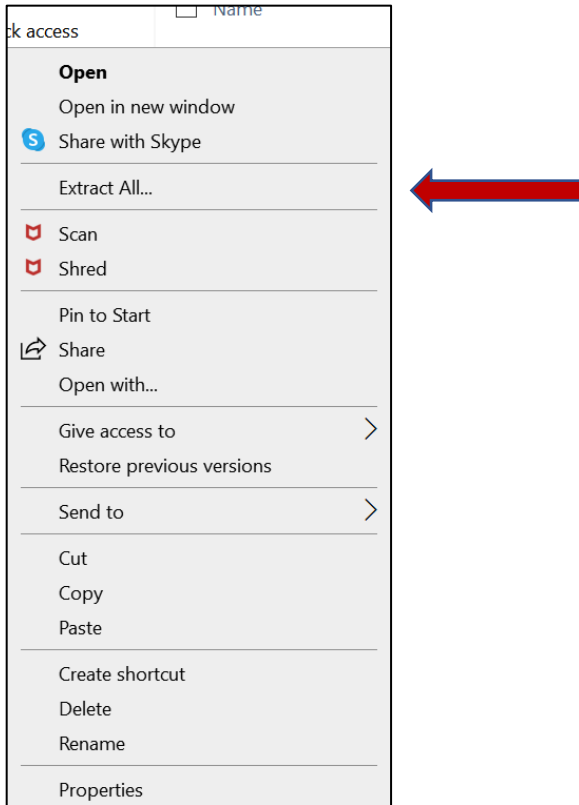 Name
ck access
Open
Open in new window
Share with Skype
Extract All...
Scan
Shred
Pin to Start
Share
Open with...
Give access to
Restore previous versions
Send to
Cut
Copy
Paste
Create shortcut
Delete
Rename
Properties